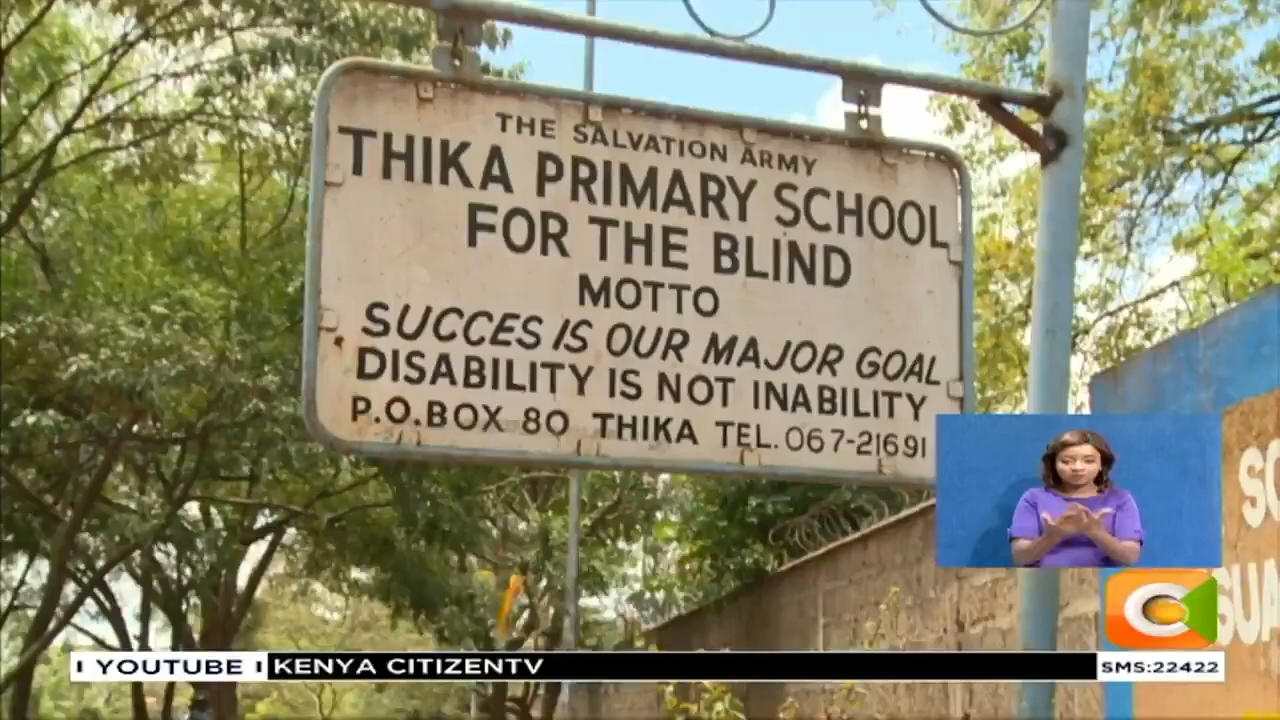 THE SALVATION ARMY
THIKA PRIMARY SCHOOL
FOR THE BLIND
MOTTO
SUCCES IS OUR MAJOR GOAL
DISABILITY IS NOT INABILITY
P.O.BOX 80 THIKA TEL. 067-21691
YOUTUBE KENYA CITIZENTV
SMS:22422